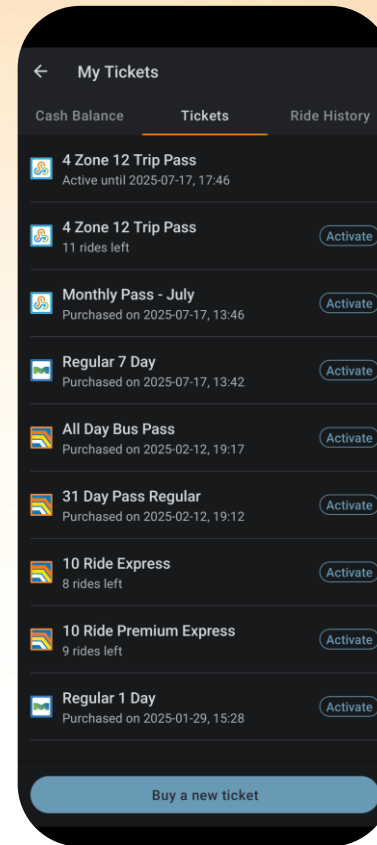 My Tickets
Cash Balance Tickets Ride History
4 Zone 12 Trip Pass
Active until 2025-07-17, 17:46
4 Zone 12 Trip Pass
11 rides left
Activate
Monthly Pass - July
Purchased on 2025-07-17, 13:46
Activate
Regular 7 Day
Purchased on 2025-07-17, 13:42
Activate
All Day Bus Pass
Purchased on 2025-02-12, 19:17
Activate
31 Day Pass Regular
Purchased on 2025-02-12, 19:12
Activate
10 Ride Express
8 rides left
Activate
10 Ride Premium Express
9 rides left
Activate
Regular 1 Day
Purchased on 2025-01-29, 15:28
Activate
Buy a new ticket